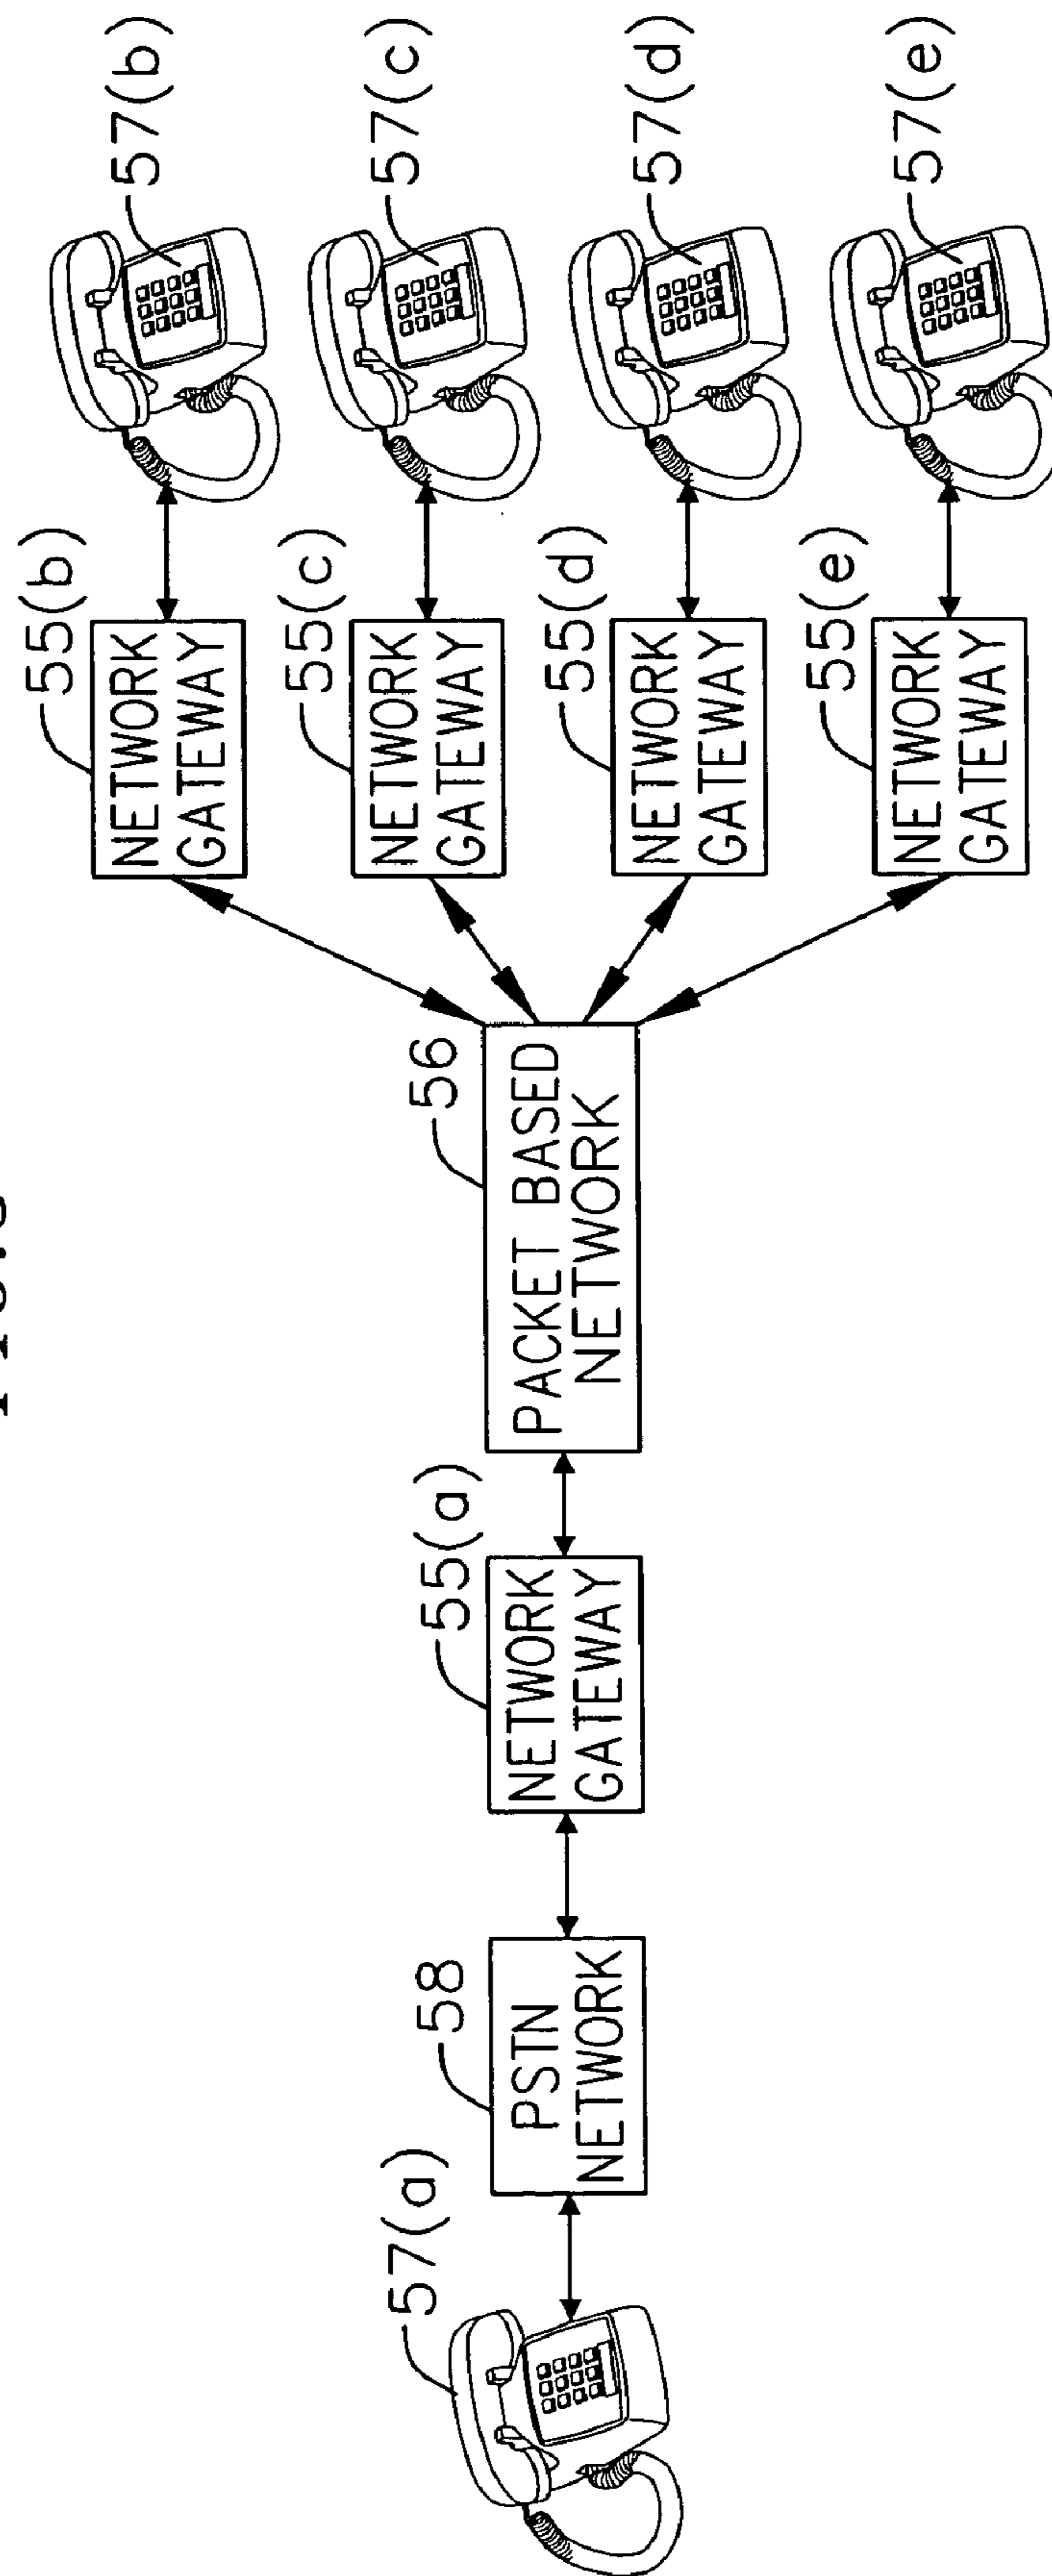 55(b)
57(b)
NETWORK
GATEWAY
55(c)
57(c)
NETWORK
GATEWAY
57(a)
58
55(a)
56
PSTN
NETWORK
NETWORK
GATEWAY
PACKET BASED
NETWORK
55(d)
57(d)
NETWORK
GATEWAY
55(e)
57(e)
NETWORK
GATEWAY